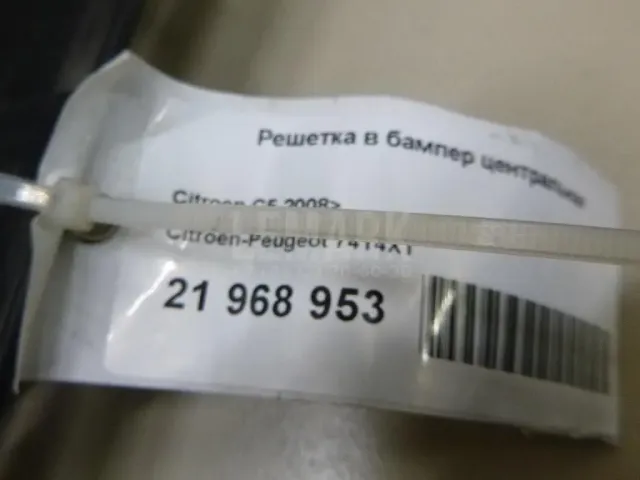 Решетка в бампер центральная
Citroen C5 2008>
Citroen-Peugeot 7414X1
21 968 953